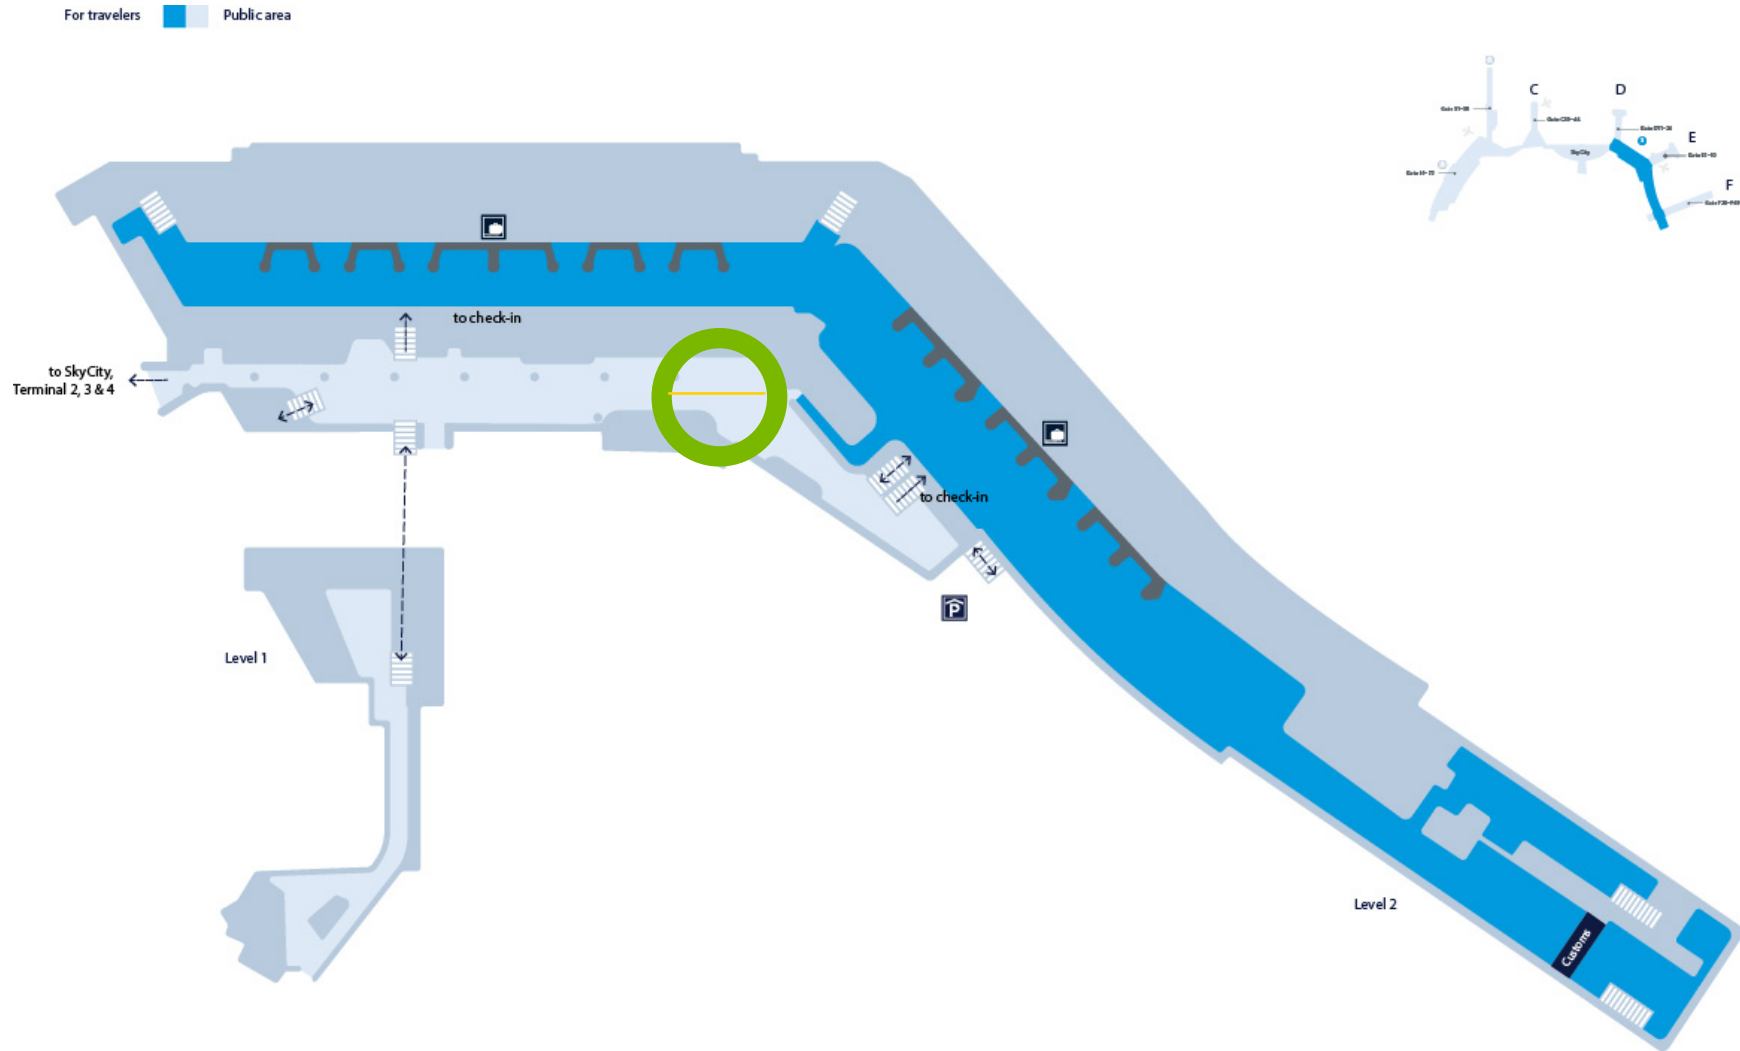 For travelers Public area
C
D
E
F
SkyCity
to check-in
to SkyCity,
Terminal 2, 3 & 4
to check-in
P
Level 1
Level 2
Customs